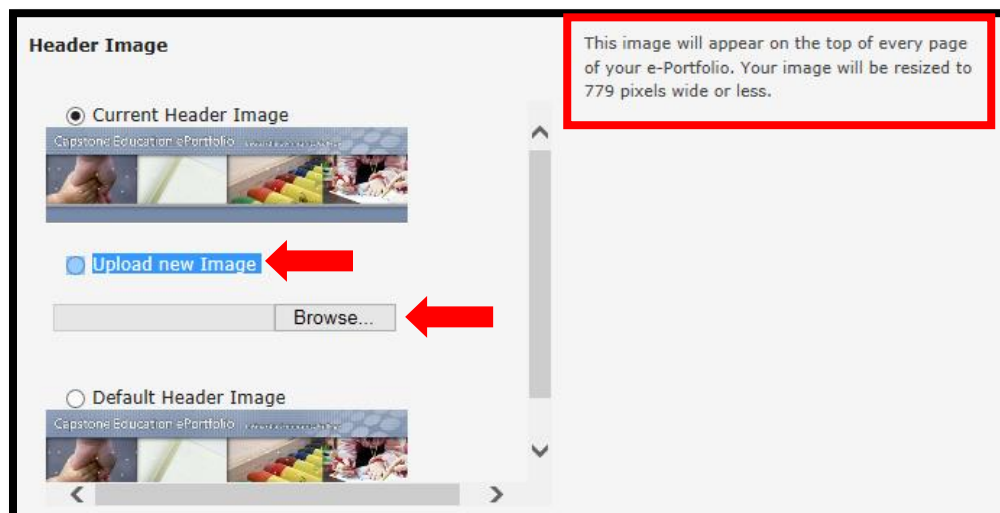 Header Image
This image will appear on the top of every page
of your e-Portfolio. Your image will be resized to
779 pixels wide or less.
Current Header Image
Capstone Education ePortfolio
Upload new Image
Browse...
Default Header Image
Capstone Education ePortfolio